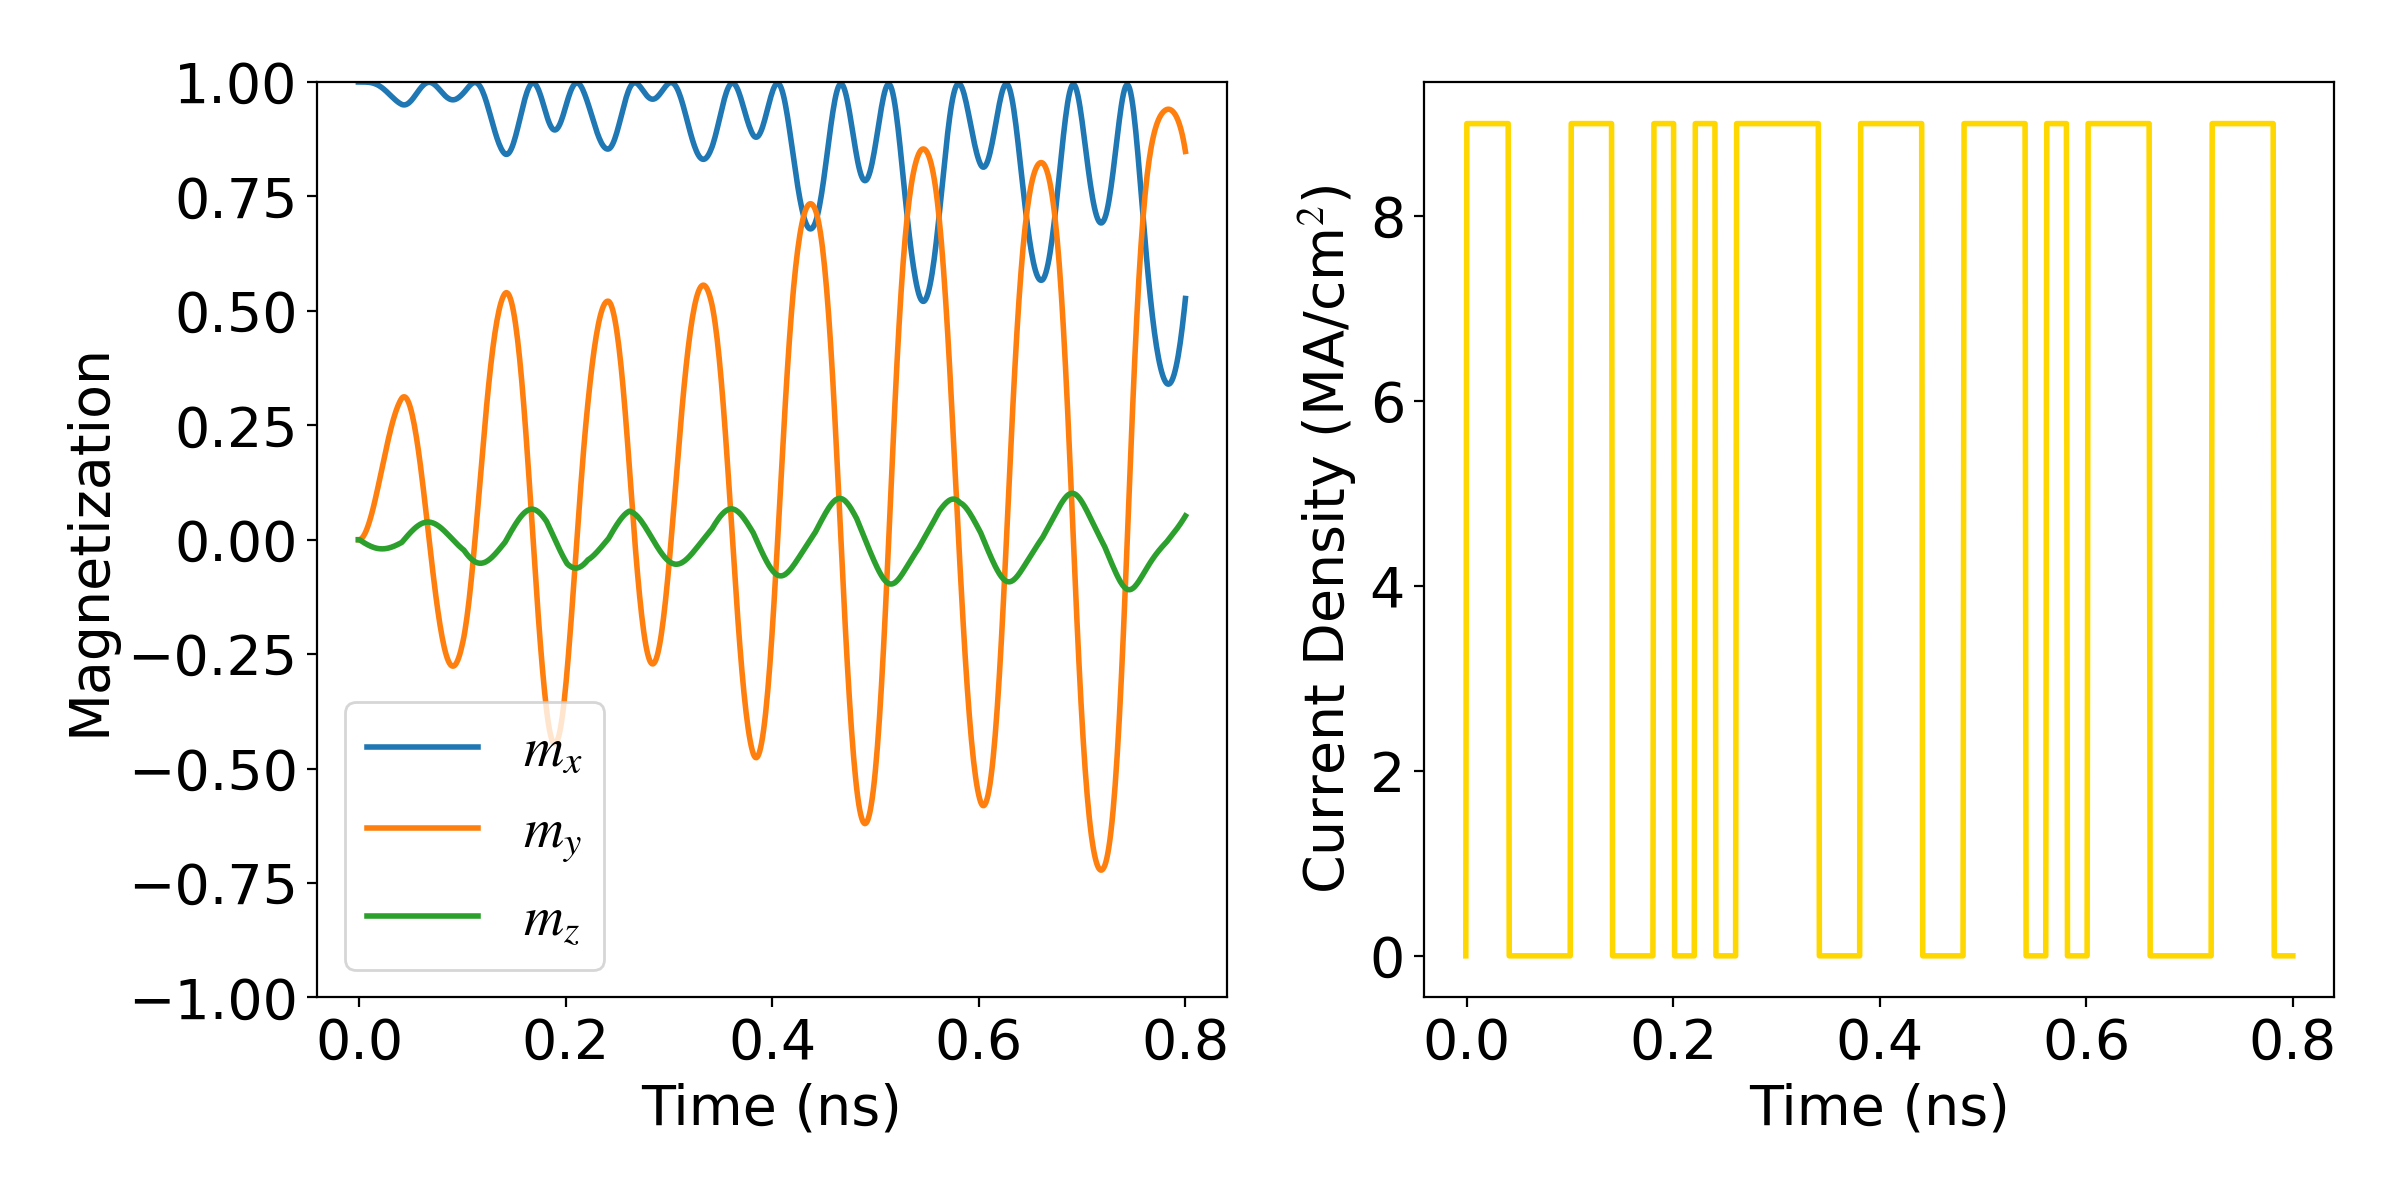 1.00
0.75
0.50
0.25
0.00
−0.25
−0.50
−0.75
−1.00
Magnetization
m_x
m_y
m_z
0.0 0.2 0.4 0.6 0.8
Time (ns)
8
6
4
2
0
Current Density (MA/cm²)
0.0 0.2 0.4 0.6 0.8
Time (ns)